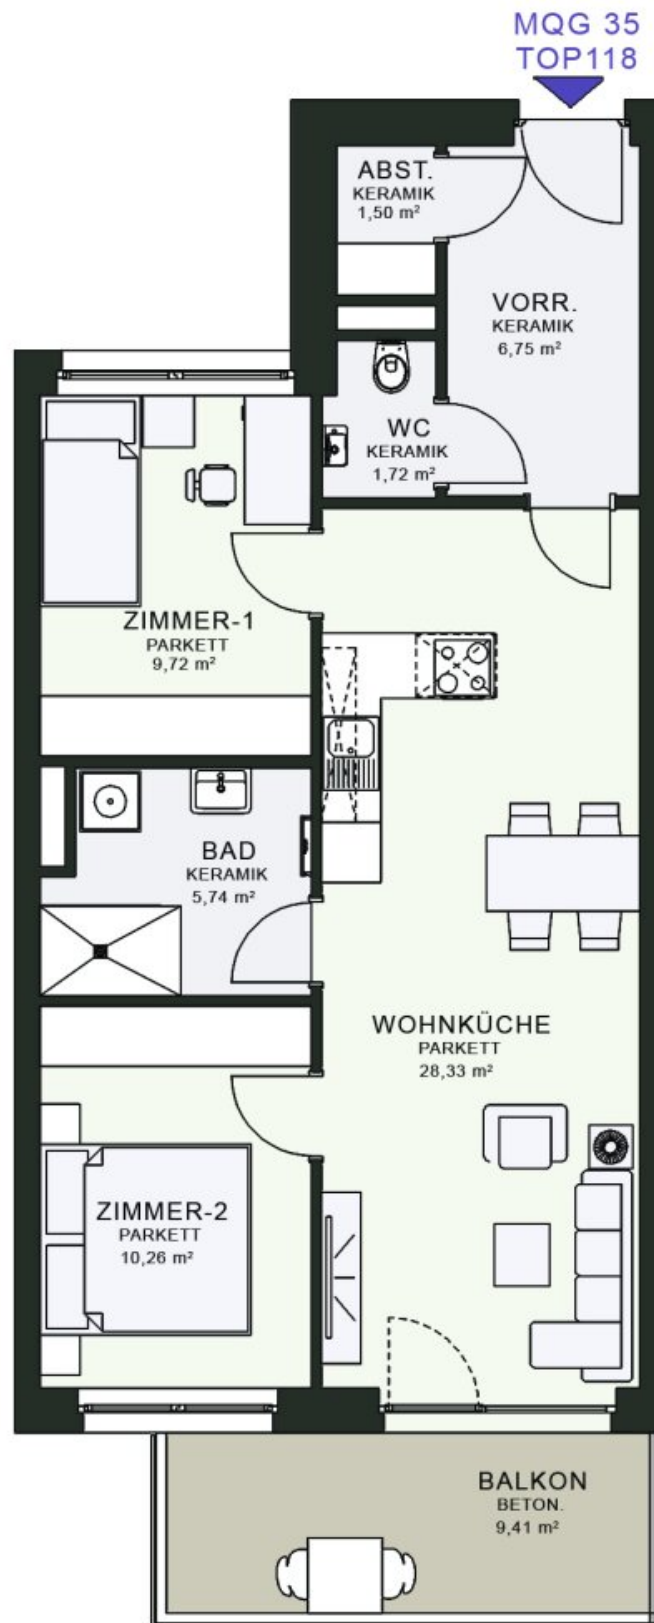 MQG 35
TOP118
ABST.
KERAMIK
1,50 m²
VORR.
KERAMIK
6,75 m²
WC
KERAMIK
1,72 m²
ZIMMER-1
PARKETT
9,72 m²
BAD
KERAMIK
5,74 m²
WOHNKÜCHE
PARKETT
28,33 m²
ZIMMER-2
PARKETT
10,26 m²
BALKON
BETON.
9,41 m²